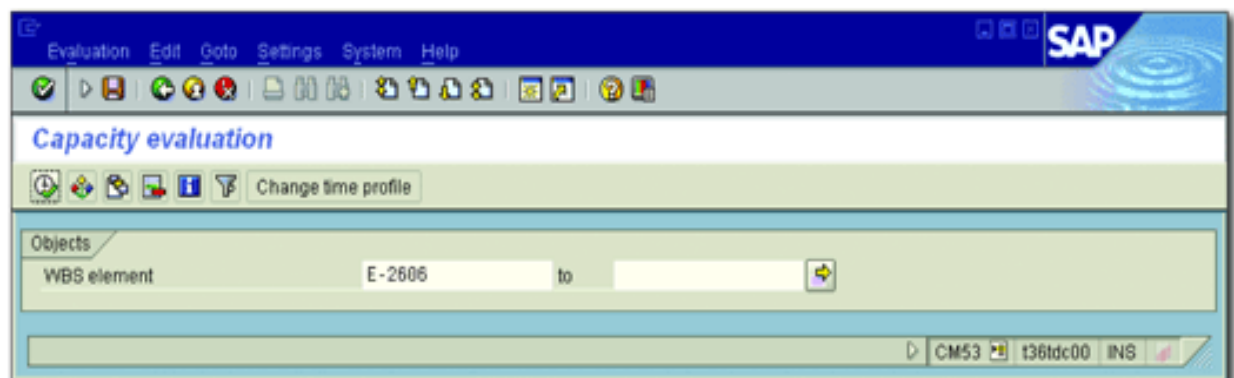 Evaluation Edit Goto Settings System Help
SAP
Capacity evaluation
Change time profile
Objects
WBS element E-2606 to
CM53 t36tdc00 INS